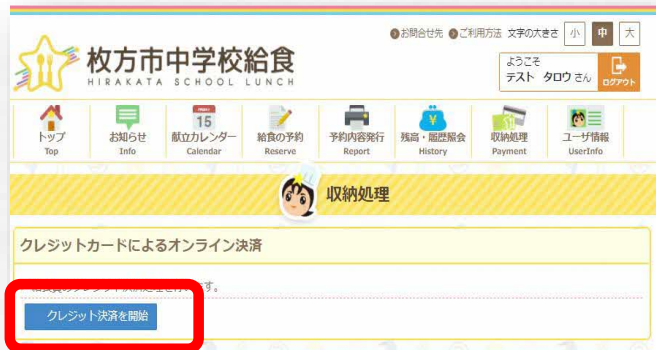 お問合せ先 ご利用方法 文字の大きさ 小 中 大
枚方市中学校給食
HIRAKATA SCHOOL LUNCH
ようこそ
テスト タロウ さん
ログアウト
トップ お知らせ 献立カレンダー 給食の予約 予約内容発行 残高・履歴照会 収納処理 ユーザ情報
Top Info Calendar Reserve Report History Payment UserInfo
15
収納処理
クレジットカードによるオンライン決済
す。
クレジット決済を開始